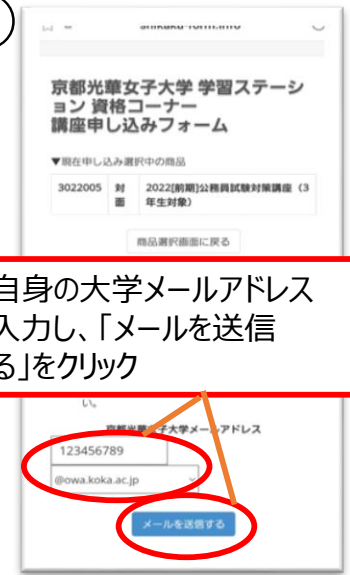 京都光華女子大学 学習ステーシ
ョン 資格コーナー
講座申し込みフォーム
▼現在申し込み選択中の商品
3022005 対面 2022[前期]公務員試験対策講座（3年生対象）
商品選択画面に戻る
自身の大学メールアドレス
入力し、「メールを送信
る」をクリック
い。
京都光華女子大学メールアドレス
123456789
@owa.koka.ac.jp
メールを送信する